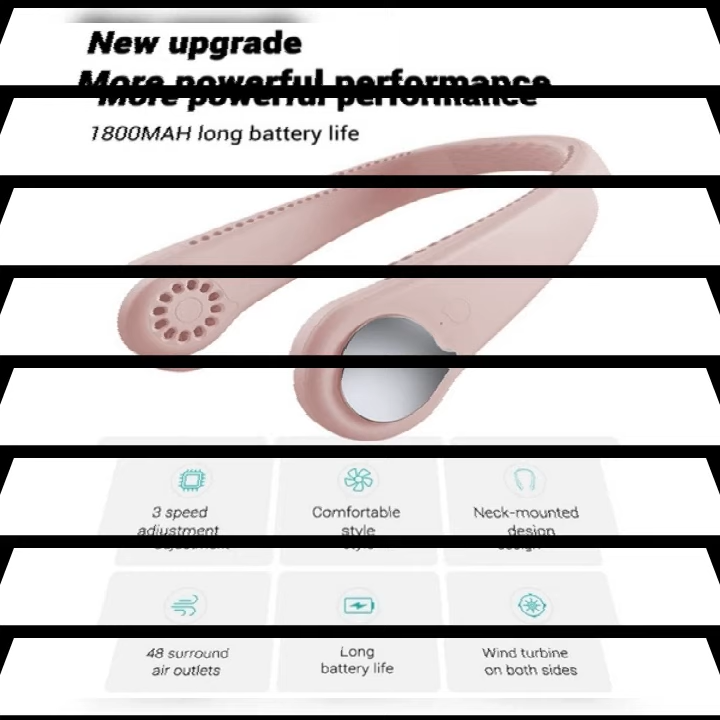 New upgrade
More powerful performance
1800MAH long battery life
3 speed
adjustment
Comfortable
style
Neck-mounted
design
48 surround
air outlets
Long
battery life
Wind turbine
on both sides